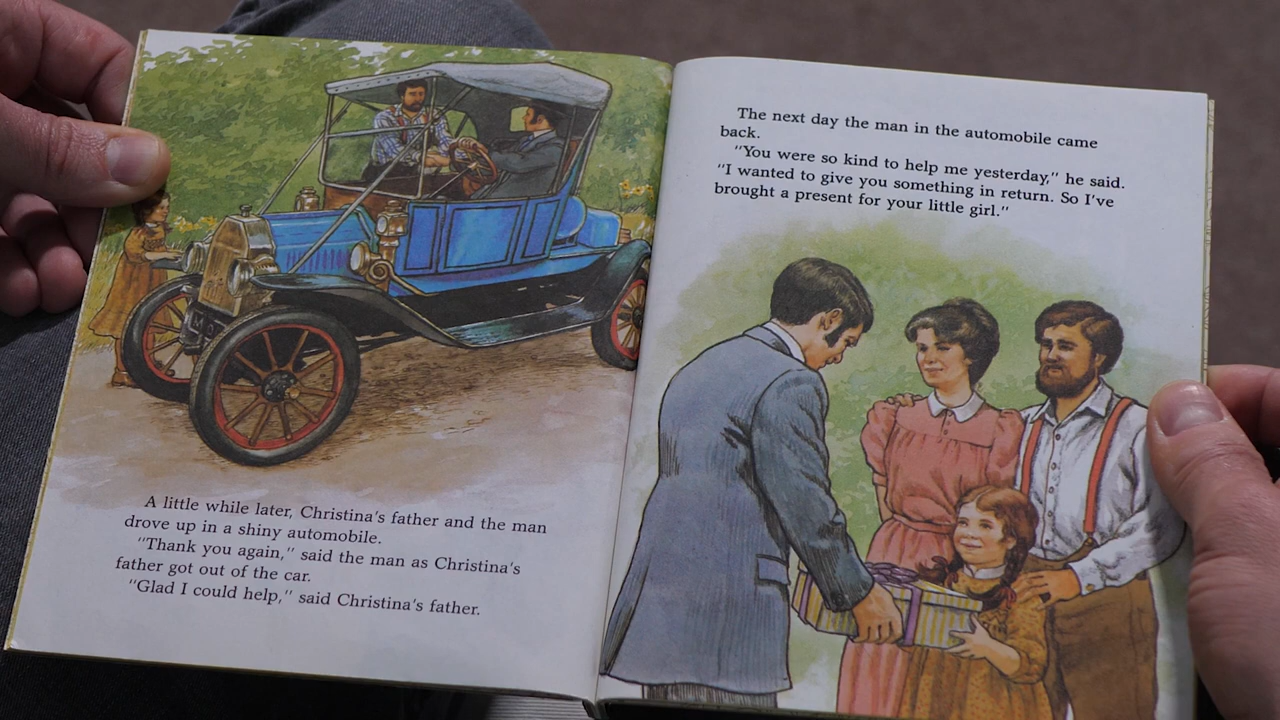 A little while later, Christina's father and the man
drove up in a shiny automobile.
"Thank you again," said the man as Christina's
father got out of the car.
"Glad I could help," said Christina's father.
The next day the man in the automobile came
back.
"You were so kind to help me yesterday," he said.
"I wanted to give you something in return. So I've
brought a present for your little girl."